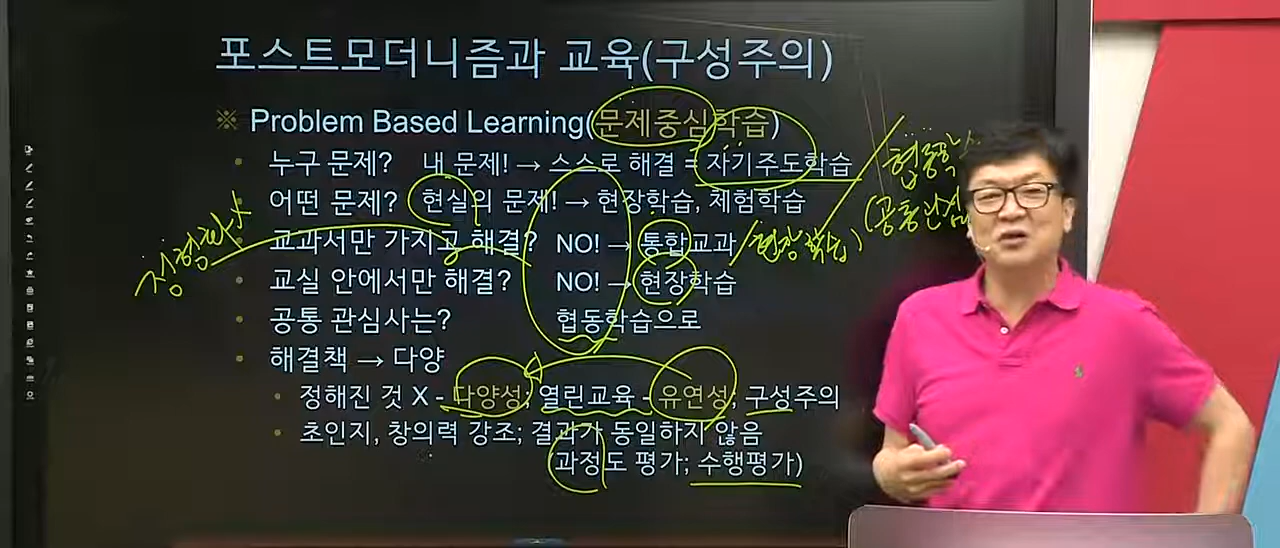 포스트모더니즘과 교육(구성주의)
※ Problem Based Learning(문제중심학습)
• 누구 문제? 내 문제! → 스스로 해결 = 자기주도학습
• 어떤 문제? 현실의 문제! → 현장학습, 체험학습
• 교과서만 가지고 해결? NO! → 통합교과 / 현장학습)
• 교실 안에서만 해결? NO! → 현장학습
• 공통 관심사는? 협동학습으로
• 해결책 → 다양
• 정해진 것 X - 다양성; 열린교육 - 유연성; 구성주의
• 초인지, 창의력 강조; 결과가 동일하지 않음
과정도 평가; 수행평가)
협동학
(공통관심